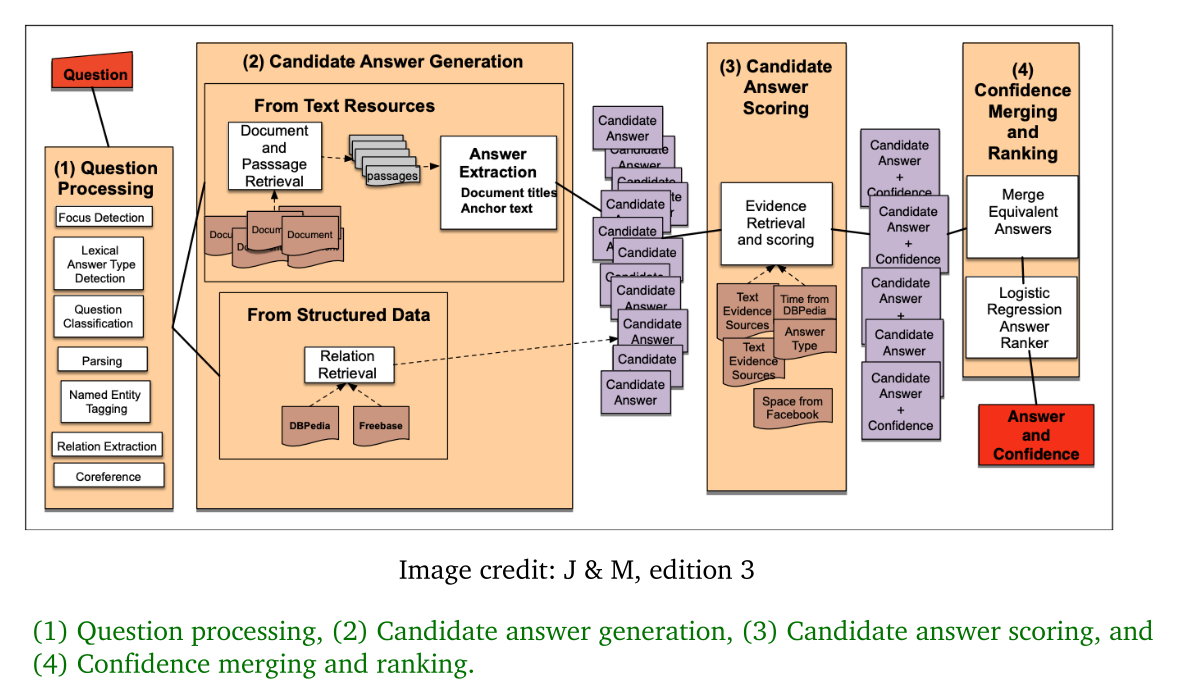 Question
(1) Question
Processing
Focus Detection
Lexical
Answer Type
Detection
Question
Classification
Parsing
Named Entity
Tagging
Relation Extraction
Coreference
(2) Candidate Answer Generation
From Text Resources
Document
and
Passsage
Retrieval
passages
Answer
Extraction
Document titles
Anchor text
Docum
Document
From Structured Data
Relation
Retrieval
DBPedia
Freebase
Candidate
Answer
Candidate
Answer
Candidate
Answer
Candidate
Candidate
Answer
Candidate
Answer
Candidate
Candidate
Answer
Candidate
Answer
Candidate
Candidate
Answer
(3) Candidate
Answer
Scoring
Evidence
Retrieval
and scoring
Text
Evidence
Sources
Time from
DBPedia
Answer
Type
Text
Evidence
Sources
Space from
Facebook
Candidate
Answer
+
Confidence
Candidate
Answer
+
Confidence
Candidate
Answer
+
Candidate
Answer
Candidate
Answer
+
Confidence
(4)
Confidence
Merging
and
Ranking
Merge
Equivalent
Answers
Logistic
Regression
Answer
Ranker
Answer
and
Confidence
Image credit: J & M, edition 3
(1) Question processing, (2) Candidate answer generation, (3) Candidate answer scoring, and
(4) Confidence merging and ranking.